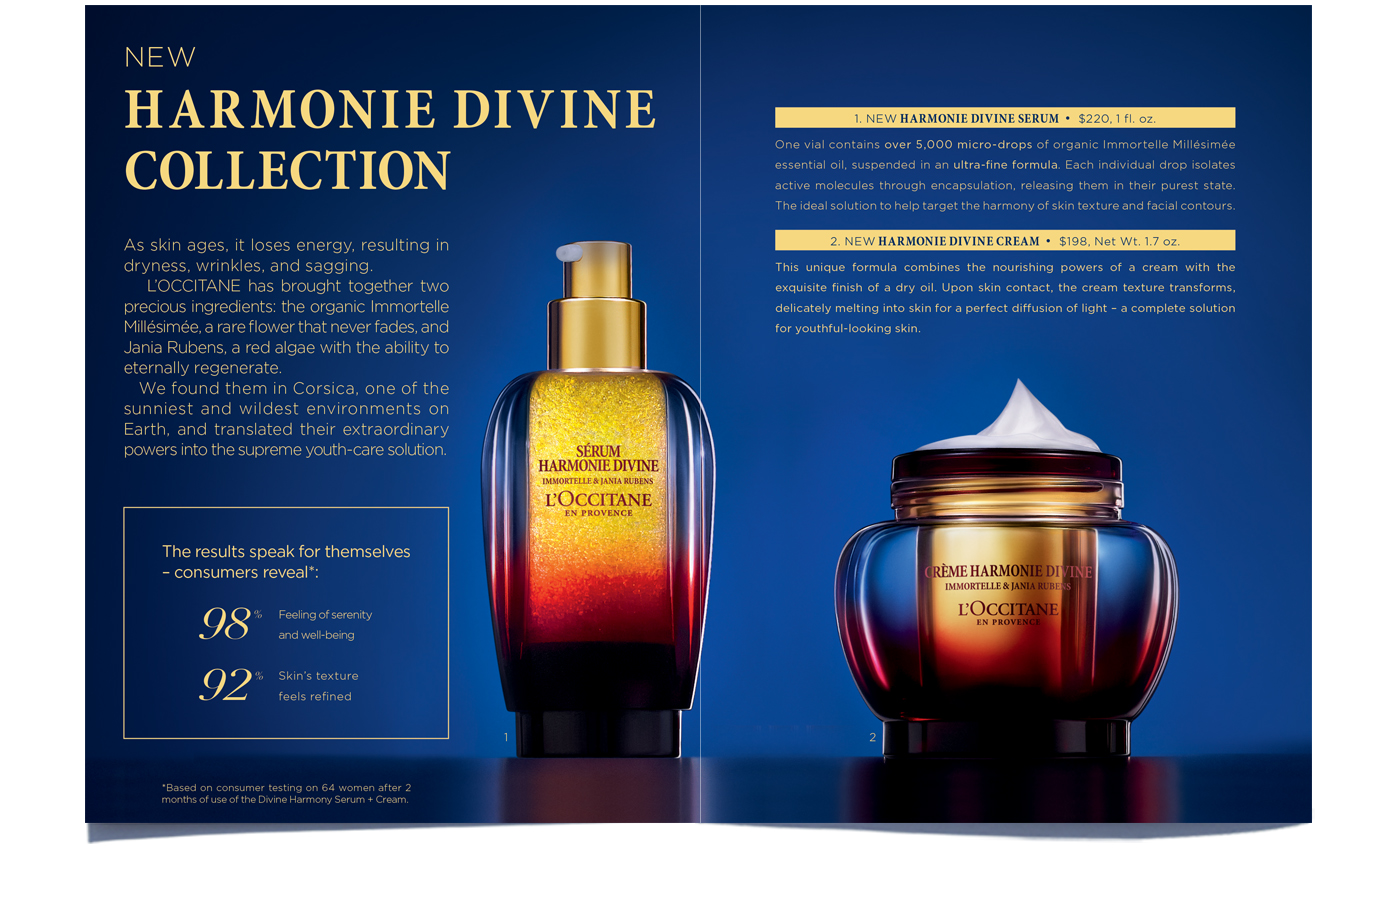 NEW
HARMONIE DIVINE
COLLECTION
As skin ages, it loses energy, resulting in
dryness, wrinkles, and sagging.
L'OCCITANE has brought together two
precious ingredients: the organic Immortelle
Millésimée, a rare flower that never fades, and
Jania Rubens, a red algae with the ability to
eternally regenerate.
We found them in Corsica, one of the
sunniest and wildest environments on
Earth, and translated their extraordinary
powers into the supreme youth-care solution.
The results speak for themselves
– consumers reveal*:
98% Feeling of serenity
and well-being
92% Skin's texture
feels refined
*Based on consumer testing on 64 women after 2
months of use of the Divine Harmony Serum + Cream.
SÉRUM
HARMONIE DIVINE
IMMORTELLE & JANIA RUBENS
L'OCCITANE
EN PROVENCE
1
1. NEW HARMONIE DIVINE SERUM • $220, 1 fl. oz.
One vial contains over 5,000 micro-drops of organic Immortelle Millésimée
essential oil, suspended in an ultra-fine formula. Each individual drop isolates
active molecules through encapsulation, releasing them in their purest state.
The ideal solution to help target the harmony of skin texture and facial contours.
2. NEW HARMONIE DIVINE CREAM • $198, Net Wt. 1.7 oz.
This unique formula combines the nourishing powers of a cream with the
exquisite finish of a dry oil. Upon skin contact, the cream texture transforms,
delicately melting into skin for a perfect diffusion of light – a complete solution
for youthful-looking skin.
CRÈME HARMONIE DIVINE
IMMORTELLE & JANIA RUBENS
L'OCCITANE
EN PROVENCE
2